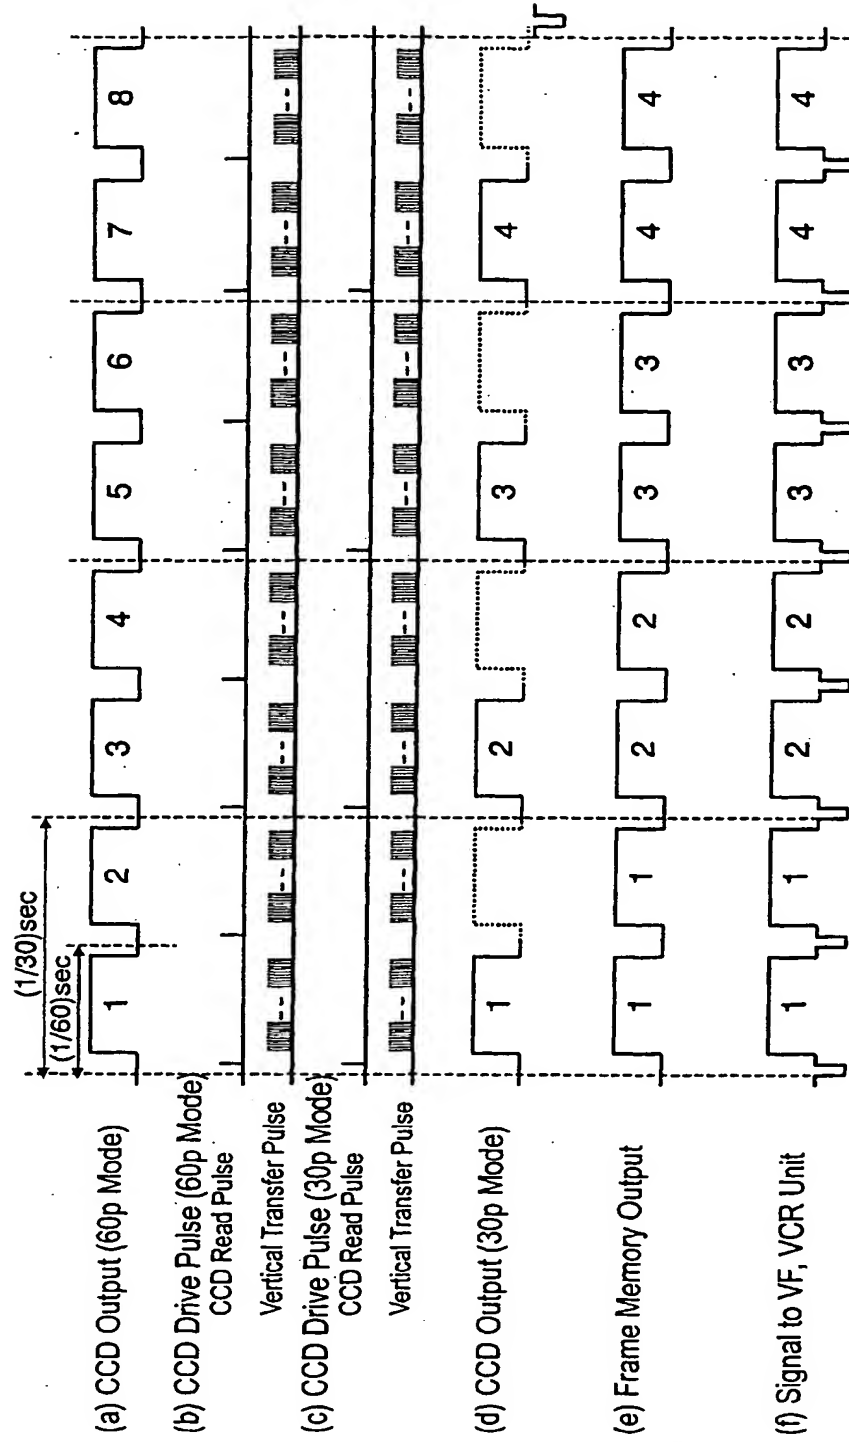 (1/30)sec
(1/60)sec
(a) CCD Output (60p Mode)
1 2 3 4 5 6 7 8
(b) CCD Drive Pulse (60p Mode)
CCD Read Pulse
Vertical Transfer Pulse
(c) CCD Drive Pulse (30p Mode)
CCD Read Pulse
Vertical Transfer Pulse
(d) CCD Output (30p Mode)
1 2 3 4
(e) Frame Memory Output
1 1 2 2 3 3 4 4
(f) Signal to VF, VCR Unit
1 1 2 2 3 3 4 4